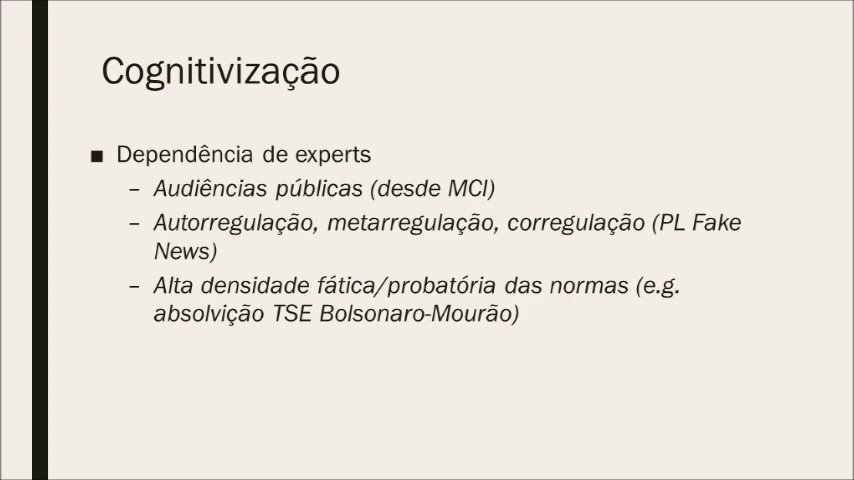 Cognitivização
■ Dependência de experts
– Audiências públicas (desde MCI)
– Autorregulação, metarregulação, corregulação (PL Fake
News)
– Alta densidade fática/probatória das normas (e.g.
absolvição TSE Bolsonaro-Mourão)